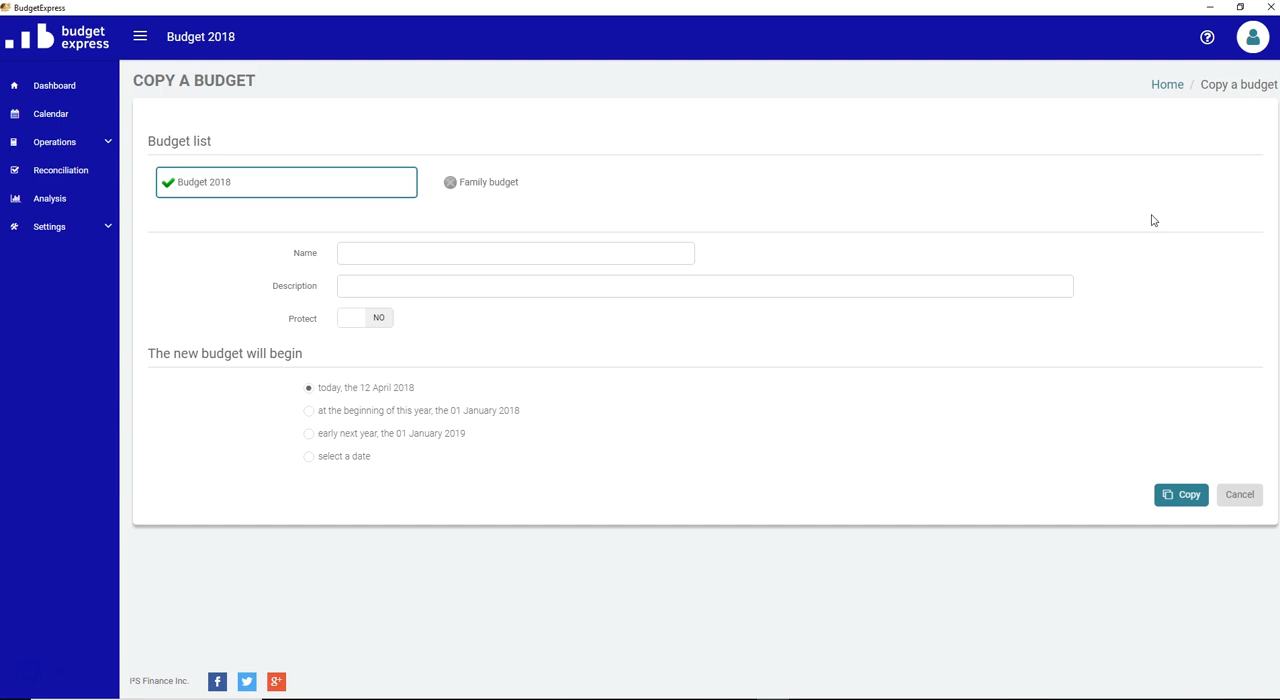 BudgetExpress
budget
express
Budget 2018
Dashboard
Calendar
Operations
Reconciliation
Analysis
Settings
COPY A BUDGET
Home / Copy a budget
Budget list
Budget 2018
Family budget
Name
Description
Protect
NO
The new budget will begin
today, the 12 April 2018
at the beginning of this year, the 01 January 2018
early next year, the 01 January 2019
select a date
Copy
Cancel
I²S Finance Inc.